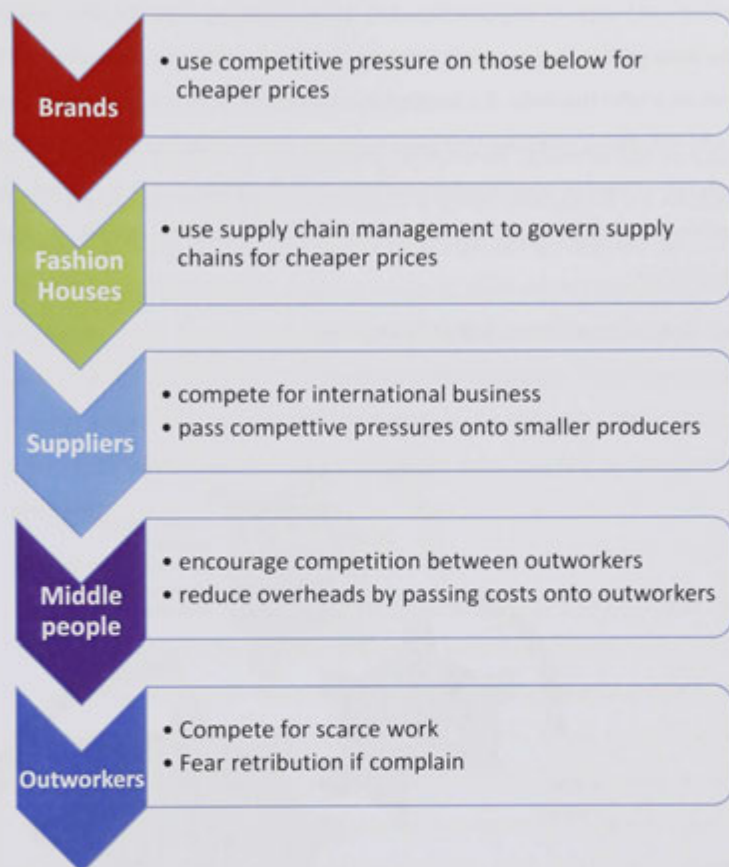 Brands
• use competitive pressure on those below for
cheaper prices
Fashion
Houses
• use supply chain management to govern supply
chains for cheaper prices
Suppliers
• compete for international business
• pass compettive pressures onto smaller producers
Middle
people
• encourage competition between outworkers
• reduce overheads by passing costs onto outworkers
Outworkers
• Compete for scarce work
• Fear retribution if complain